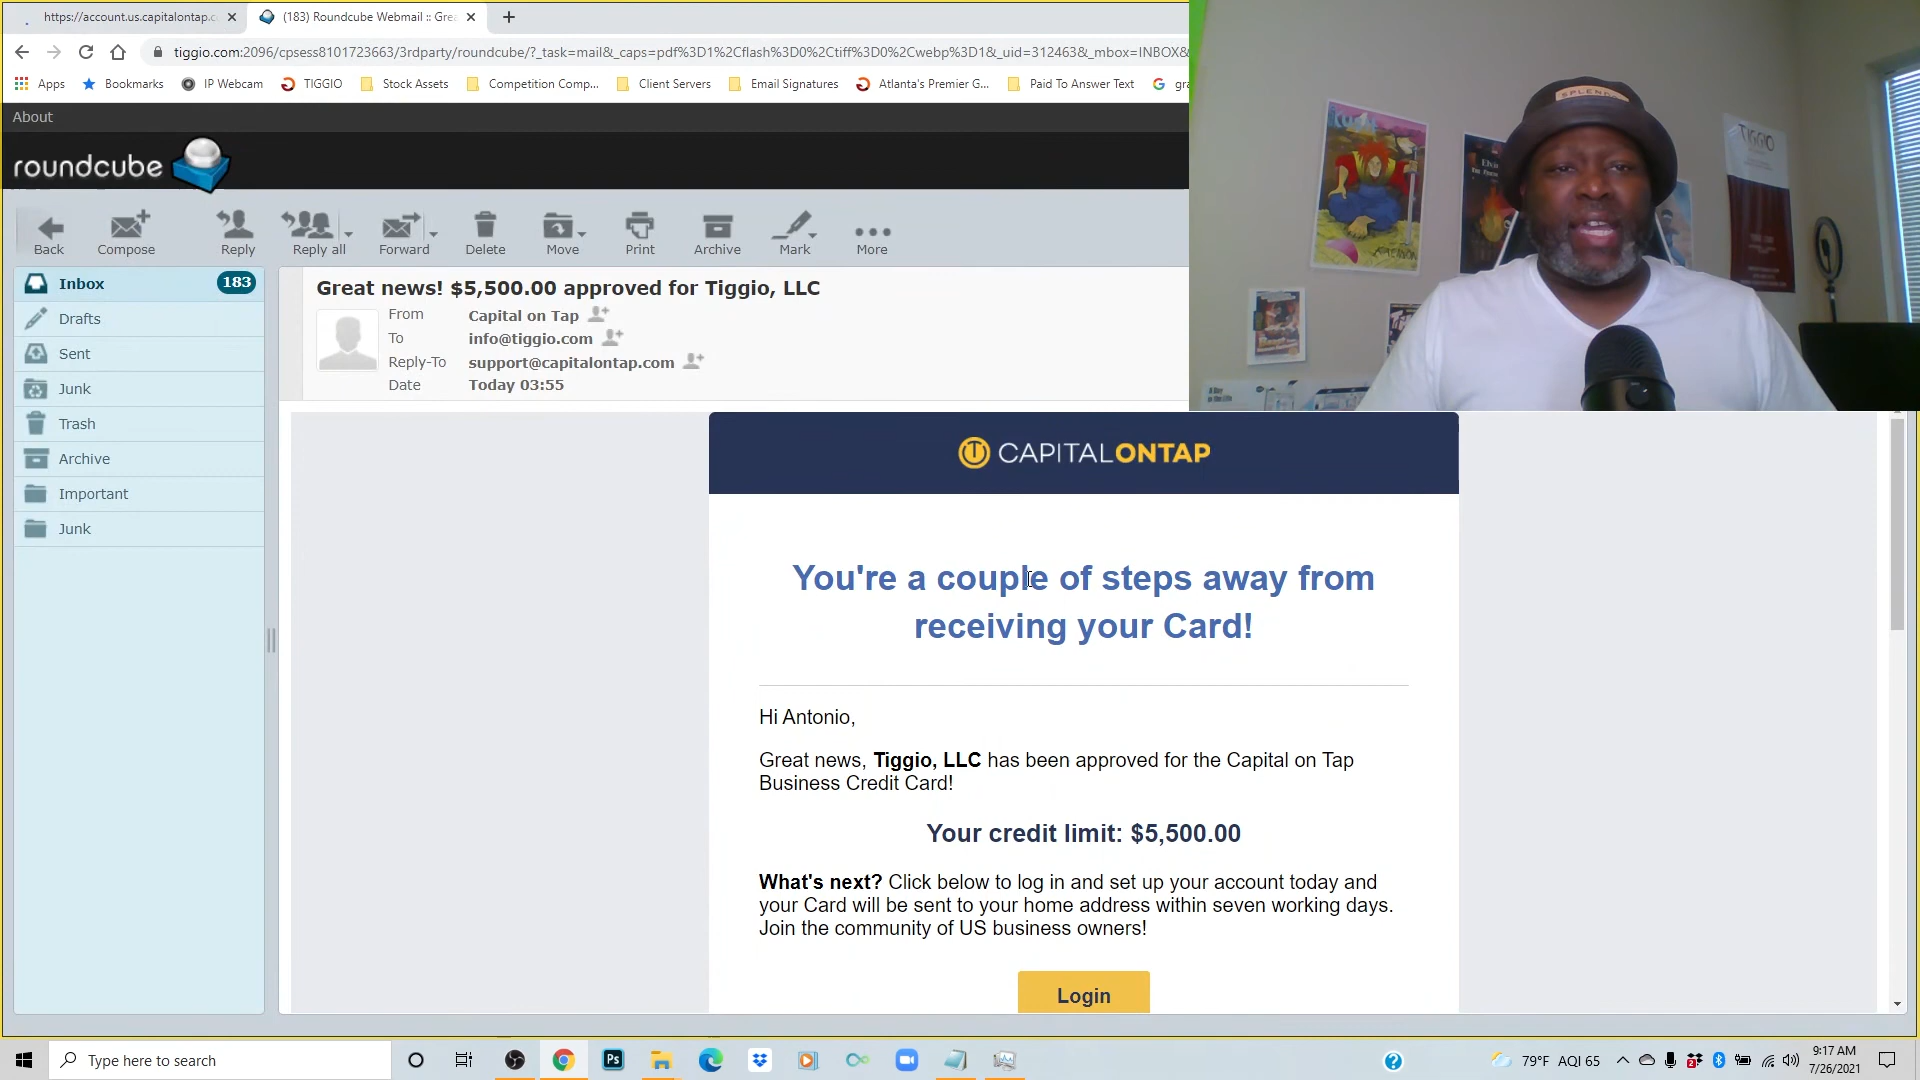 https://account.us.capitalontap.c
(183) Roundcube Webmail :: Grea
tiggio.com:2096/cpsess8101723663/3rdparty/roundcube/?_task=mail&_caps=pdf%3D1%2Cflash%3D0%2Ctiff%3D0%2Cwebp%3D1&_uid=312463&_mbox=INBOX&
Apps Bookmarks IP Webcam TIGGIO Stock Assets Competition Comp... Client Servers Email Signatures Atlanta's Premier G... Paid To Answer Text gra
About
roundcube
Back Compose Reply Reply all Forward Delete Move Print Archive Mark More
Inbox 183
Drafts
Sent
Junk
Trash
Archive
Important
Junk
Great news! $5,500.00 approved for Tiggio, LLC
From Capital on Tap
To info@tiggio.com
Reply-To support@capitalontap.com
Date Today 03:55
CAPITALONTAP
You're a couple of steps away from
receiving your Card!
Hi Antonio,
Great news, Tiggio, LLC has been approved for the Capital on Tap
Business Credit Card!
Your credit limit: $5,500.00
What's next? Click below to log in and set up your account today and
your Card will be sent to your home address within seven working days.
Join the community of US business owners!
Login
SPLEN
TIGGIO
Elvis
Type here to search
Ps
79°F AQI 65
9:17 AM
7/26/2021